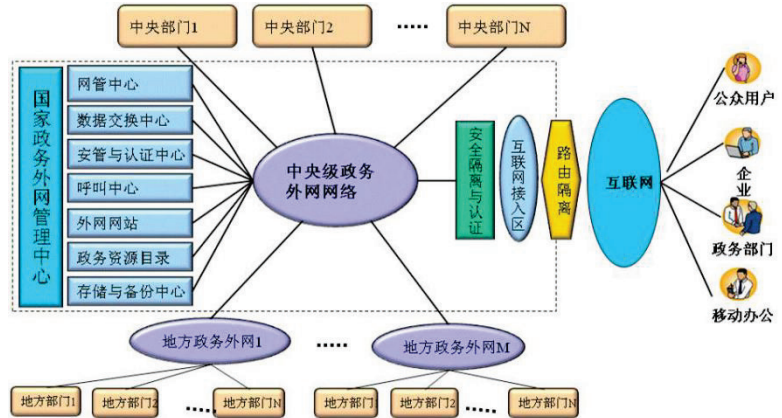 中央部门1
中央部门2
中央部门N
国家政务外网管理中心
网管中心
数据交换中心
安管与认证中心
呼叫中心
外网网站
政务资源目录
存储与备份中心
中央级政务
外网网络
安全隔离与认证
互联网接入区
路由隔离
互联网
公众用户
企业
政务部门
移动办公
地方政务外网1
地方政务外网M
地方部门1
地方部门2
地方部门N
地方部门1
地方部门2
地方部门N